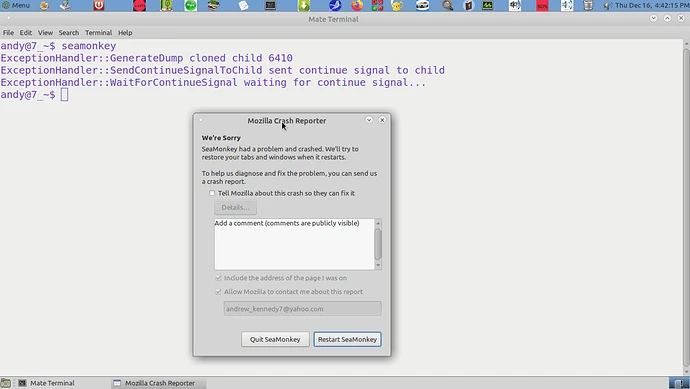 Menu
Thu Dec 16, 4:42:15 PM
Mate Terminal
File Edit View Search Terminal Help
andy@7_~$ seamonkey
ExceptionHandler::GenerateDump cloned child 6410
ExceptionHandler::SendContinueSignalToChild sent continue signal to child
ExceptionHandler::WaitForContinueSignal waiting for continue signal...
andy@7_~$
Mozilla Crash Reporter
We're Sorry
SeaMonkey had a problem and crashed. We'll try to
restore your tabs and windows when it restarts.
To help us diagnose and fix the problem, you can send us
a crash report.
Tell Mozilla about this crash so they can fix it
Details...
Add a comment (comments are publicly visible)
Include the address of the page I was on
Allow Mozilla to contact me about this report
andrew_kennedy7@yahoo.com
Quit SeaMonkey Restart SeaMonkey
Mate Terminal Mozilla Crash Reporter